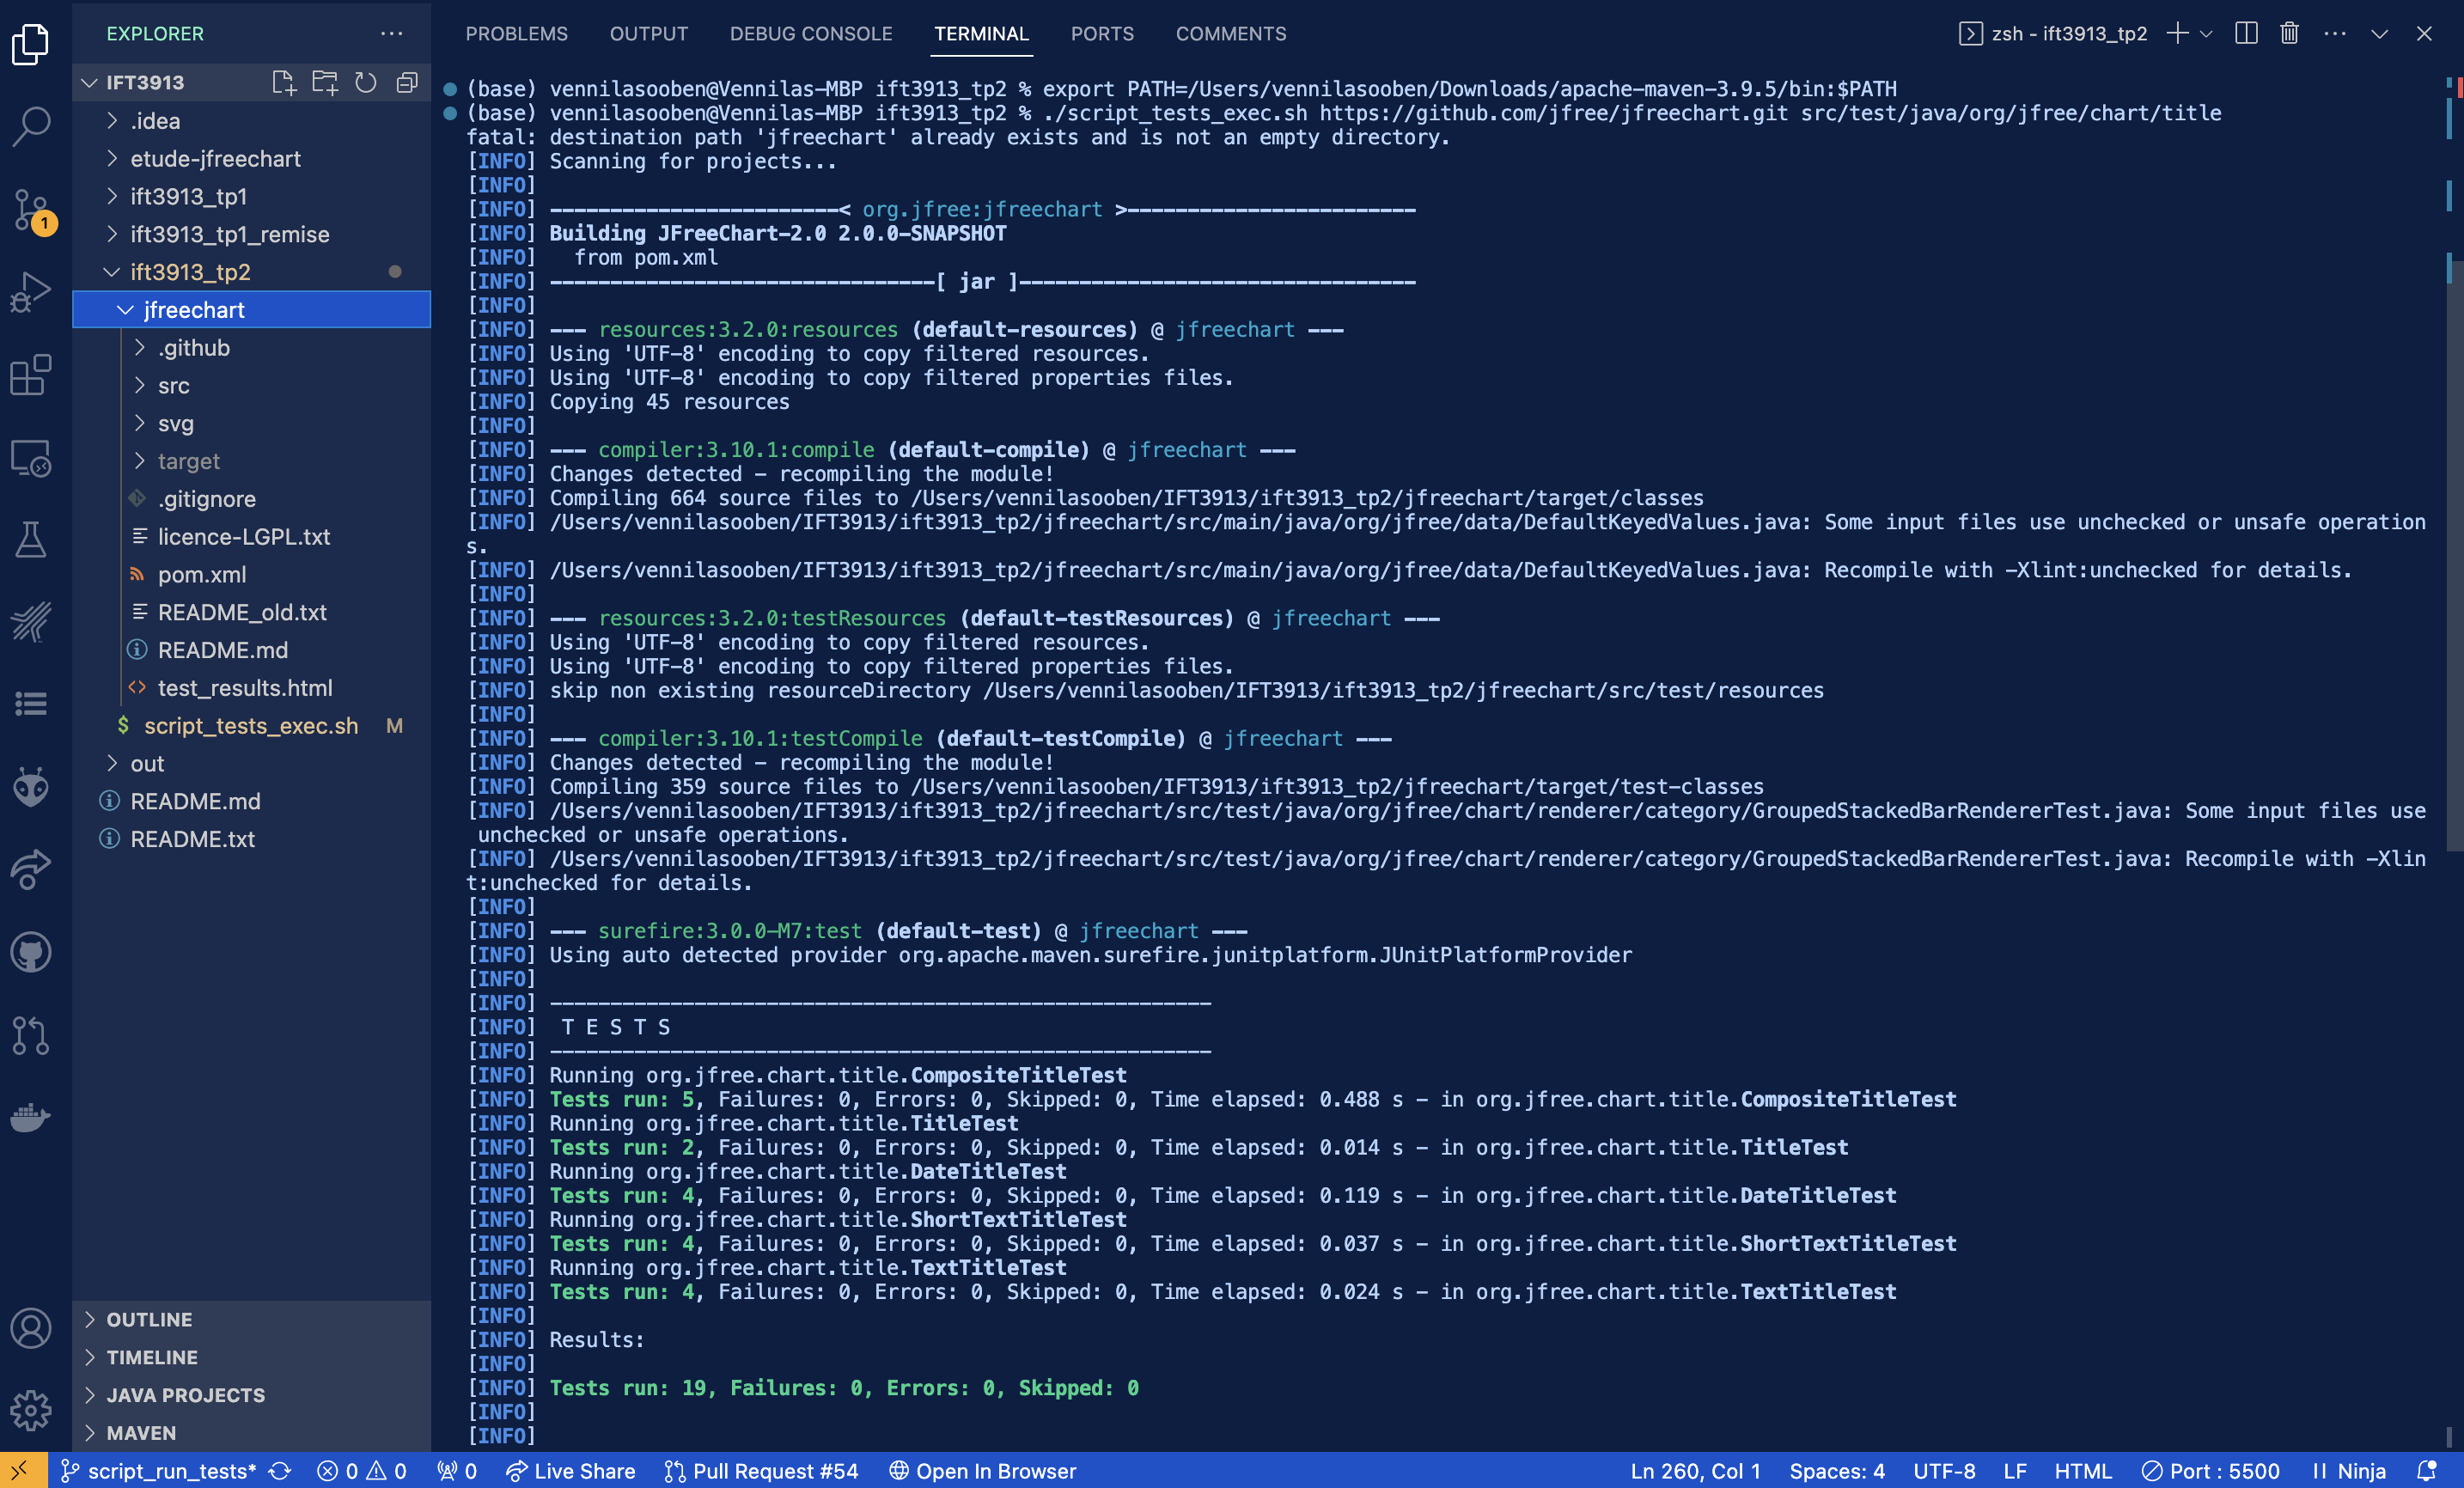 EXPLORER
IFT3913
.idea
etude-jfreechart
ift3913_tp1
ift3913_tp1_remise
ift3913_tp2
jfreechart
.github
src
svg
target
.gitignore
licence-LGPL.txt
pom.xml
README_old.txt
README.md
test_results.html
script_tests_exec.sh M
out
README.md
README.txt
OUTLINE
TIMELINE
JAVA PROJECTS
MAVEN
1
PROBLEMS OUTPUT DEBUG CONSOLE TERMINAL PORTS COMMENTS
zsh - ift3913_tp2
(base) vennilasooben@Vennilas-MBP ift3913_tp2 % export PATH=/Users/vennilasooben/Downloads/apache-maven-3.9.5/bin:$PATH
(base) vennilasooben@Vennilas-MBP ift3913_tp2 % ./script_tests_exec.sh https://github.com/jfree/jfreechart.git src/test/java/org/jfree/chart/title
fatal: destination path 'jfreechart' already exists and is not an empty directory.
[INFO] Scanning for projects...
[INFO]
[INFO] ------------------------< org.jfree:jfreechart >------------------------
[INFO] Building JFreeChart-2.0 2.0.0-SNAPSHOT
[INFO]   from pom.xml
[INFO] --------------------------------[ jar ]---------------------------------
[INFO]
[INFO] --- resources:3.2.0:resources (default-resources) @ jfreechart ---
[INFO] Using 'UTF-8' encoding to copy filtered resources.
[INFO] Using 'UTF-8' encoding to copy filtered properties files.
[INFO] Copying 45 resources
[INFO]
[INFO] --- compiler:3.10.1:compile (default-compile) @ jfreechart ---
[INFO] Changes detected - recompiling the module!
[INFO] Compiling 664 source files to /Users/vennilasooben/IFT3913/ift3913_tp2/jfreechart/target/classes
[INFO] /Users/vennilasooben/IFT3913/ift3913_tp2/jfreechart/src/main/java/org/jfree/data/DefaultKeyedValues.java: Some input files use unchecked or unsafe operation
s.
[INFO] /Users/vennilasooben/IFT3913/ift3913_tp2/jfreechart/src/main/java/org/jfree/data/DefaultKeyedValues.java: Recompile with -Xlint:unchecked for details.
[INFO]
[INFO] --- resources:3.2.0:testResources (default-testResources) @ jfreechart ---
[INFO] Using 'UTF-8' encoding to copy filtered resources.
[INFO] Using 'UTF-8' encoding to copy filtered properties files.
[INFO] skip non existing resourceDirectory /Users/vennilasooben/IFT3913/ift3913_tp2/jfreechart/src/test/resources
[INFO]
[INFO] --- compiler:3.10.1:testCompile (default-testCompile) @ jfreechart ---
[INFO] Changes detected - recompiling the module!
[INFO] Compiling 359 source files to /Users/vennilasooben/IFT3913/ift3913_tp2/jfreechart/target/test-classes
[INFO] /Users/vennilasooben/IFT3913/ift3913_tp2/jfreechart/src/test/java/org/jfree/chart/renderer/category/GroupedStackedBarRendererTest.java: Some input files use
 unchecked or unsafe operations.
[INFO] /Users/vennilasooben/IFT3913/ift3913_tp2/jfreechart/src/test/java/org/jfree/chart/renderer/category/GroupedStackedBarRendererTest.java: Recompile with -Xlin
t:unchecked for details.
[INFO]
[INFO] --- surefire:3.0.0-M7:test (default-test) @ jfreechart ---
[INFO] Using auto detected provider org.apache.maven.surefire.junitplatform.JUnitPlatformProvider
[INFO]
[INFO] -------------------------------------------------------
[INFO]  T E S T S
[INFO] -------------------------------------------------------
[INFO] Running org.jfree.chart.title.CompositeTitleTest
[INFO] Tests run: 5, Failures: 0, Errors: 0, Skipped: 0, Time elapsed: 0.488 s - in org.jfree.chart.title.CompositeTitleTest
[INFO] Running org.jfree.chart.title.TitleTest
[INFO] Tests run: 2, Failures: 0, Errors: 0, Skipped: 0, Time elapsed: 0.014 s - in org.jfree.chart.title.TitleTest
[INFO] Running org.jfree.chart.title.DateTitleTest
[INFO] Tests run: 4, Failures: 0, Errors: 0, Skipped: 0, Time elapsed: 0.119 s - in org.jfree.chart.title.DateTitleTest
[INFO] Running org.jfree.chart.title.ShortTextTitleTest
[INFO] Tests run: 4, Failures: 0, Errors: 0, Skipped: 0, Time elapsed: 0.037 s - in org.jfree.chart.title.ShortTextTitleTest
[INFO] Running org.jfree.chart.title.TextTitleTest
[INFO] Tests run: 4, Failures: 0, Errors: 0, Skipped: 0, Time elapsed: 0.024 s - in org.jfree.chart.title.TextTitleTest
[INFO]
[INFO] Results:
[INFO]
[INFO] Tests run: 19, Failures: 0, Errors: 0, Skipped: 0
[INFO]
[INFO]
script_run_tests* 0 0 0 Live Share Pull Request #54 Open In Browser Ln 260, Col 1 Spaces: 4 UTF-8 LF HTML Port : 5500 Ninja